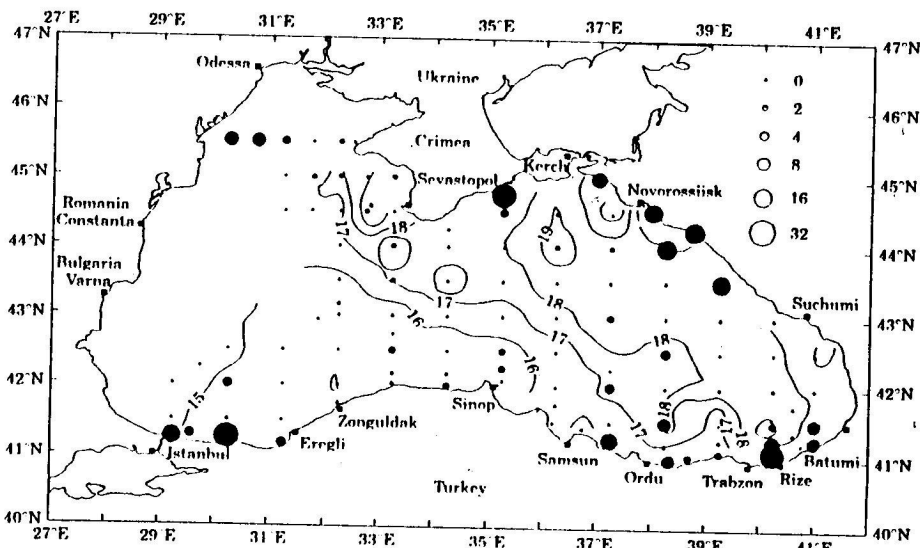 27°E 29°E 31°E 33°E 35°E 37°E 39°E 41°E
47°N 47°N
Odessa
Ukraine
0
46°N 46°N
2
Crimea
4
Kerch
8
45°N 45°N
Sevastopol
Novorossiisk
16
Romania
Constanta
18
17
19
32
44°N 44°N
Bulgaria
Varna
17
18
Suchumi
43°N 43°N
16
17
18
42°N 42°N
16
15
Sinop
18
Zonguldak
17
18
41°N 41°N
Istanbul
Eregli
Samsun
Batumi
Ordu
Trabzon
Rize
Turkey
40°N 40°N
27°E 29°E 31°E 33°E 35°E 37°E 39°E 41°E